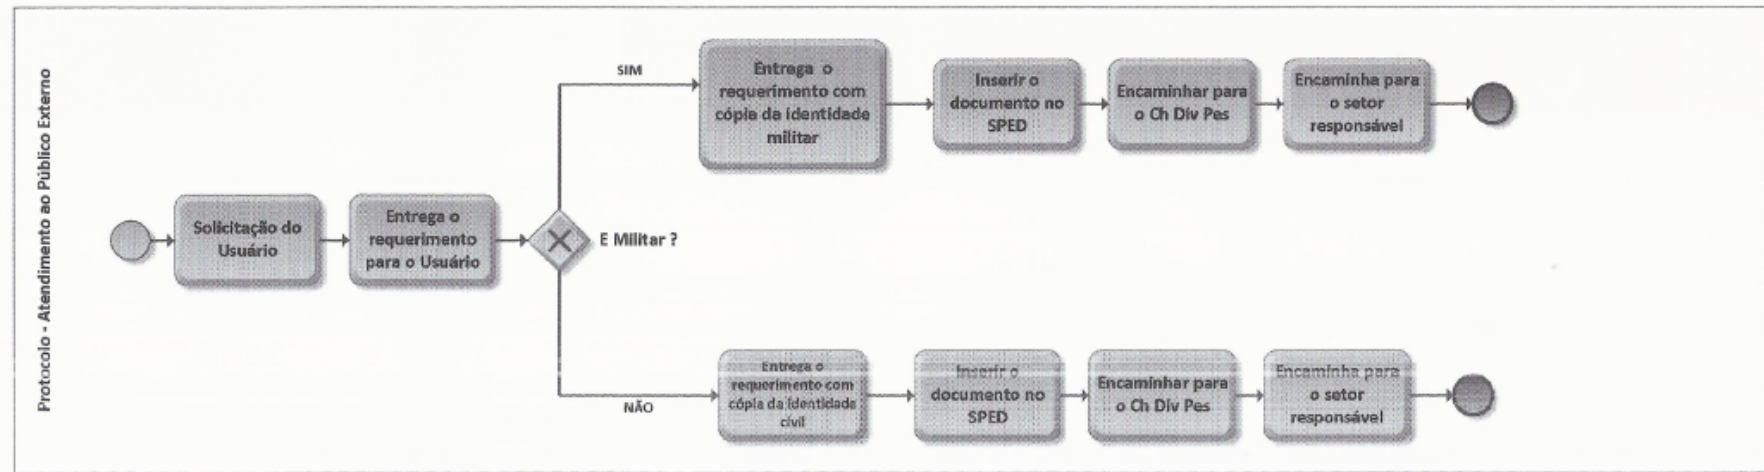 Protocolo - Atendimento ao Público Externo
Solicitação do
Usuário
Entrega o
requerimento
para o Usuário
E Militar ?
SIM
Entrega o
requerimento com
cópia da identidade
militar
Inserir o
documento no
SPED
Encaminhar para
o Ch Div Pes
Encaminha para
o setor
responsável
NÃO
Entrega o
requerimento com
cópia da identidade
civil
Inserir o
documento no
SPED
Encaminhar para
o Ch Div Pes
Encaminha para
o setor
responsável